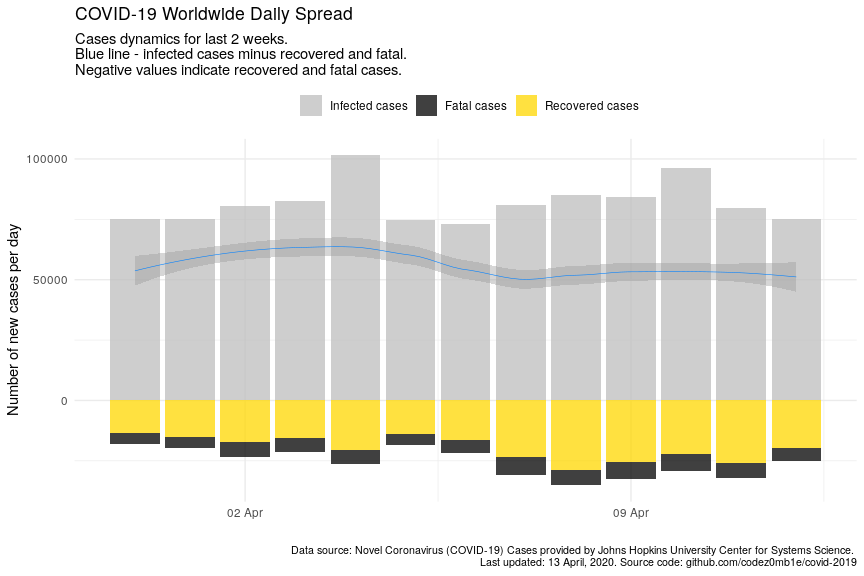 COVID-19 Worldwide Daily Spread
Cases dynamics for last 2 weeks.
Blue line - infected cases minus recovered and fatal.
Negative values indicate recovered and fatal cases.
Infected cases
Fatal cases
Recovered cases
Number of new cases per day
100000
50000
0
02 Apr
09 Apr
Data source: Novel Coronavirus (COVID-19) Cases provided by Johns Hopkins University Center for Systems Science.
Last updated: 13 April, 2020. Source code: github.com/codez0mb1e/covid-2019